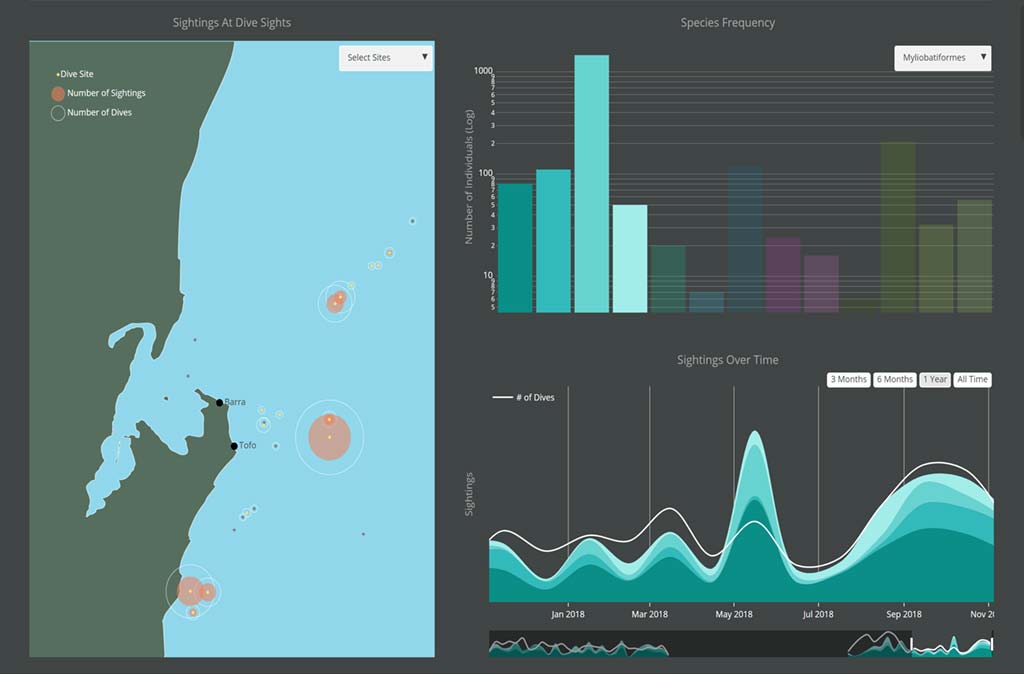 Sightings At Dive Sights
Select Sites
Dive Site
Number of Sightings
Number of Dives
Barra
Tofo
Species Frequency
Myliobatiformes
Number of Individuals (Log)
1000
9
8
7
6
5
4
3
2
100
9
8
7
6
5
4
3
2
10
9
8
7
6
5
Sightings Over Time
3 Months 6 Months 1 Year All Time
# of Dives
Sightings
Jan 2018 Mar 2018 May 2018 Jul 2018 Sep 2018 Nov 20